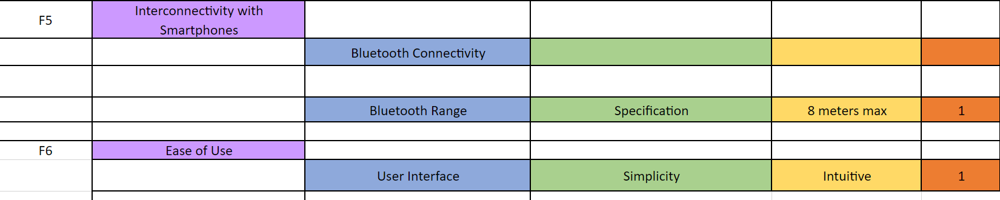 F5
Interconnectivity with
Smartphones
Bluetooth Connectivity
Bluetooth Range
Specification
8 meters max
1
F6
Ease of Use
User Interface
Simplicity
Intuitive
1